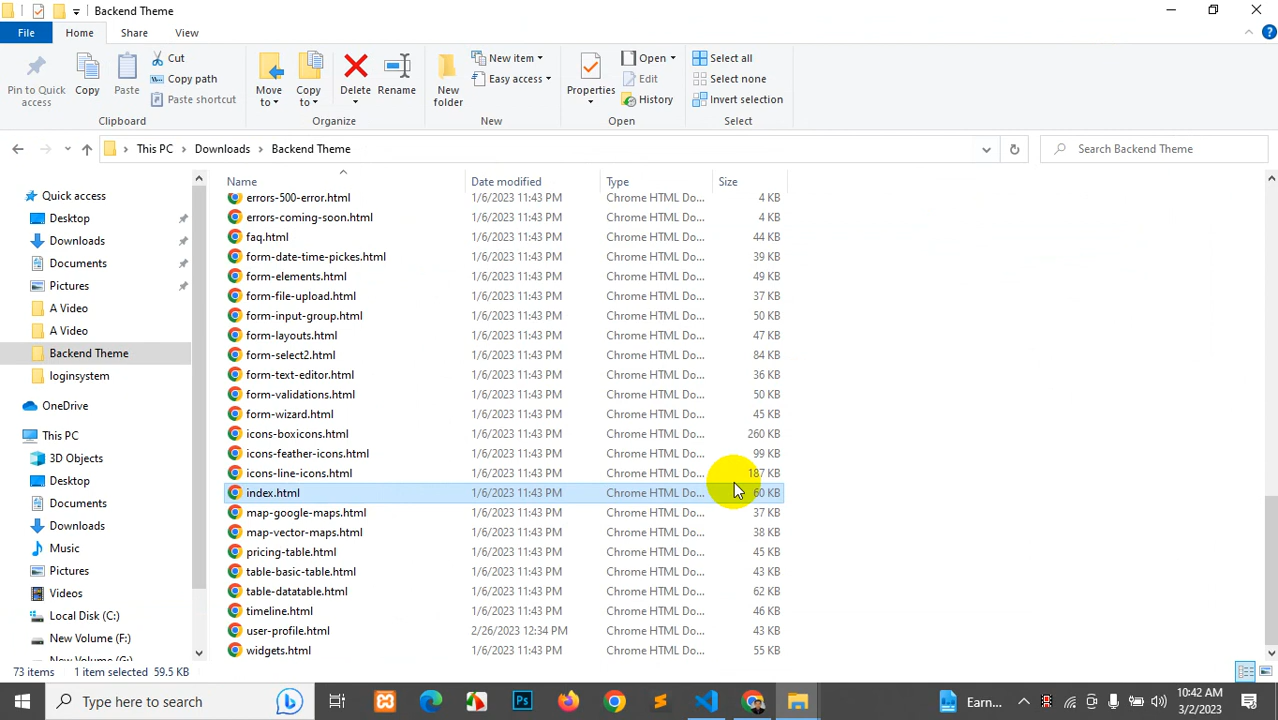 Backend Theme
File Home Share View
Pin to Quick access
Copy
Paste
Cut
Copy path
Paste shortcut
Clipboard
Move to
Copy to
Delete
Rename
Organize
New folder
New item
Easy access
New
Properties
Open
Edit
History
Open
Select all
Select none
Invert selection
Select
This PC Downloads Backend Theme
Search Backend Theme
Quick access
Desktop
Downloads
Documents
Pictures
A Video
A Video
Backend Theme
loginsystem
OneDrive
This PC
3D Objects
Desktop
Documents
Downloads
Music
Pictures
Videos
Local Disk (C:)
New Volume (F:)
New Volume (G:)
Name Date modified Type Size
errors-500-error.html 1/6/2023 11:43 PM Chrome HTML Do... 4 KB
errors-coming-soon.html 1/6/2023 11:43 PM Chrome HTML Do... 4 KB
faq.html 1/6/2023 11:43 PM Chrome HTML Do... 44 KB
form-date-time-pickes.html 1/6/2023 11:43 PM Chrome HTML Do... 39 KB
form-elements.html 1/6/2023 11:43 PM Chrome HTML Do... 49 KB
form-file-upload.html 1/6/2023 11:43 PM Chrome HTML Do... 37 KB
form-input-group.html 1/6/2023 11:43 PM Chrome HTML Do... 50 KB
form-layouts.html 1/6/2023 11:43 PM Chrome HTML Do... 47 KB
form-select2.html 1/6/2023 11:43 PM Chrome HTML Do... 84 KB
form-text-editor.html 1/6/2023 11:43 PM Chrome HTML Do... 36 KB
form-validations.html 1/6/2023 11:43 PM Chrome HTML Do... 50 KB
form-wizard.html 1/6/2023 11:43 PM Chrome HTML Do... 45 KB
icons-boxicons.html 1/6/2023 11:43 PM Chrome HTML Do... 260 KB
icons-feather-icons.html 1/6/2023 11:43 PM Chrome HTML Do... 99 KB
icons-line-icons.html 1/6/2023 11:43 PM Chrome HTML Do... 187 KB
index.html 1/6/2023 11:43 PM Chrome HTML Do... 60 KB
map-google-maps.html 1/6/2023 11:43 PM Chrome HTML Do... 37 KB
map-vector-maps.html 1/6/2023 11:43 PM Chrome HTML Do... 38 KB
pricing-table.html 1/6/2023 11:43 PM Chrome HTML Do... 45 KB
table-basic-table.html 1/6/2023 11:43 PM Chrome HTML Do... 43 KB
table-datatable.html 1/6/2023 11:43 PM Chrome HTML Do... 62 KB
timeline.html 1/6/2023 11:43 PM Chrome HTML Do... 46 KB
user-profile.html 2/26/2023 12:34 PM Chrome HTML Do... 43 KB
widgets.html 1/6/2023 11:43 PM Chrome HTML Do... 55 KB
73 items 1 item selected 59.5 KB
Type here to search
Ps
Earn...
10:42 AM
3/2/2023